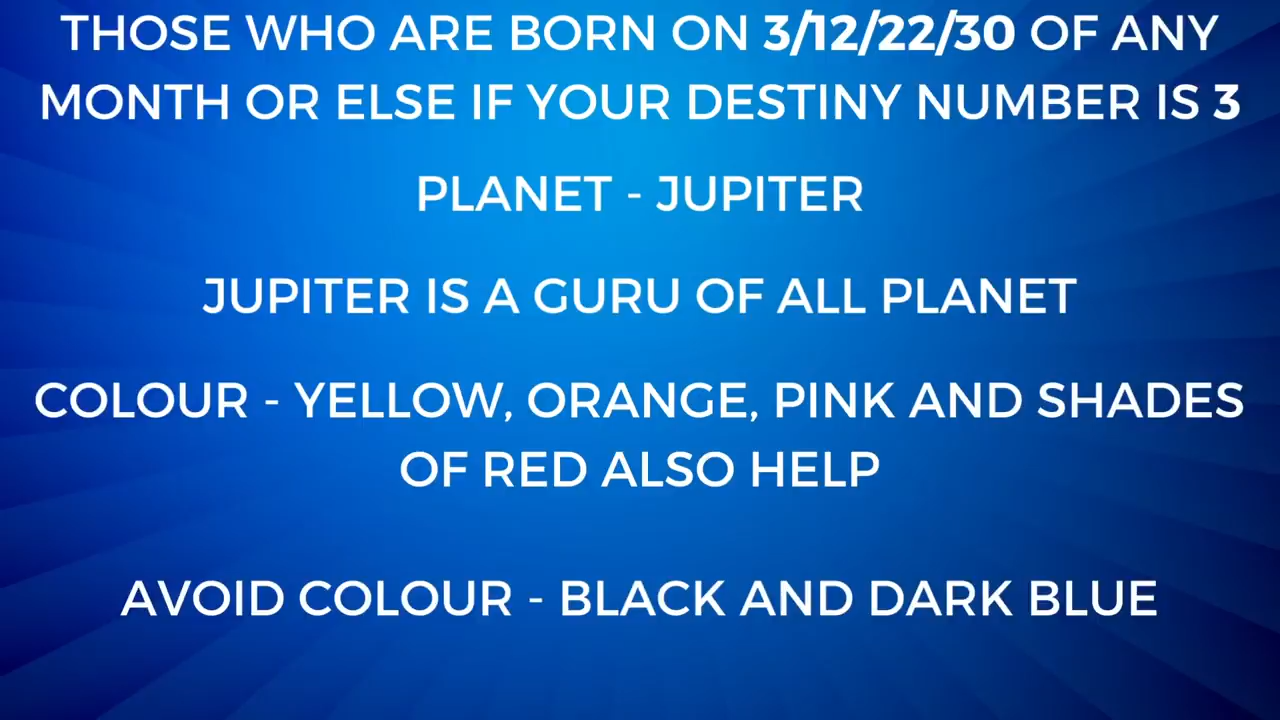 THOSE WHO ARE BORN ON 3/12/22/30 OF ANY
MONTH OR ELSE IF YOUR DESTINY NUMBER IS 3
PLANET - JUPITER
JUPITER IS A GURU OF ALL PLANET
COLOUR - YELLOW, ORANGE, PINK AND SHADES
OF RED ALSO HELP
AVOID COLOUR - BLACK AND DARK BLUE